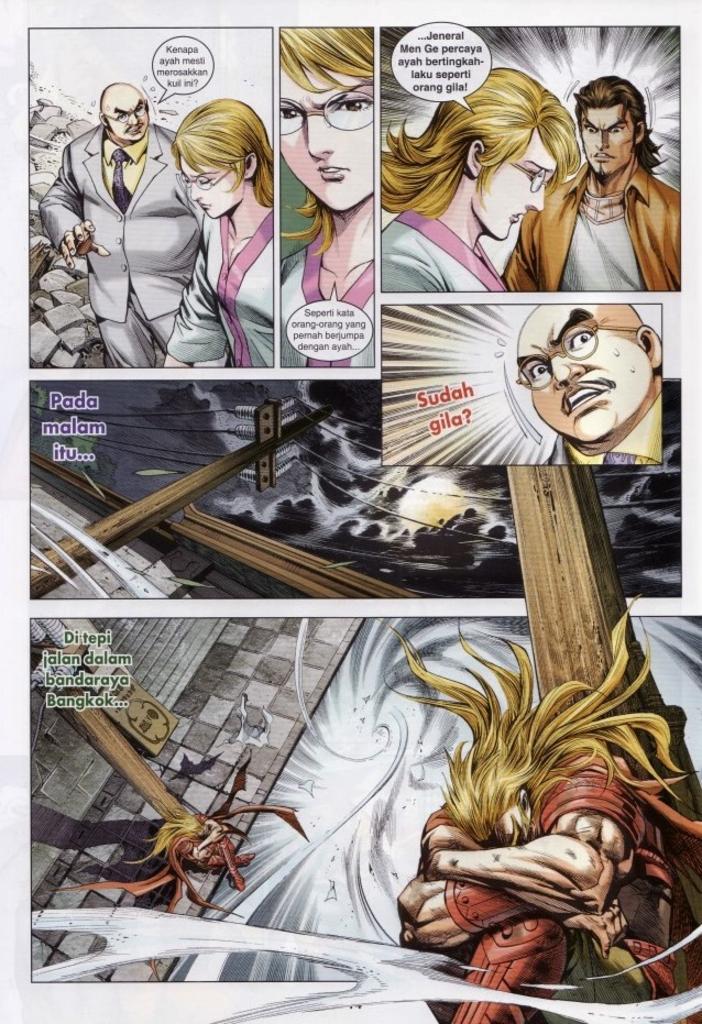 Kenapa
ayah mesti
merosakkan
kuil ini?
Seperti kata
orang-orang yang
pernah berjumpa
dengan ayah...
...Jeneral
Men Ge percaya
ayah bertingkah-
laku seperti
orang gila!
Sudah
gila?
Pada
malam
itu...
Di tepi
jalan dalam
bandaraya
Bangkok...